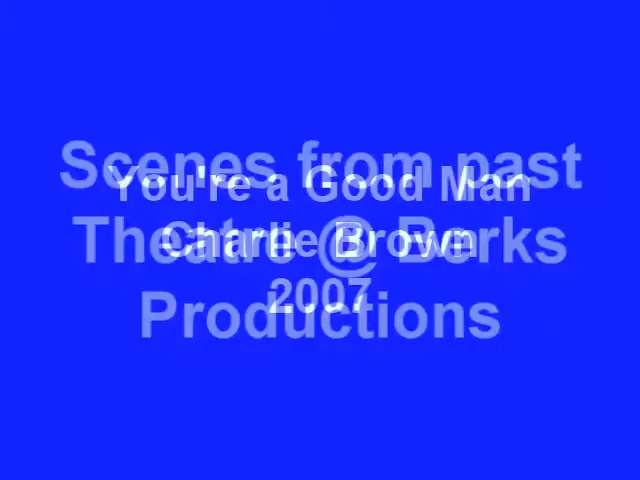 Scenes from past
Theatre @ Berks
Productions
You're a Good Man
Charlie Brown
2007